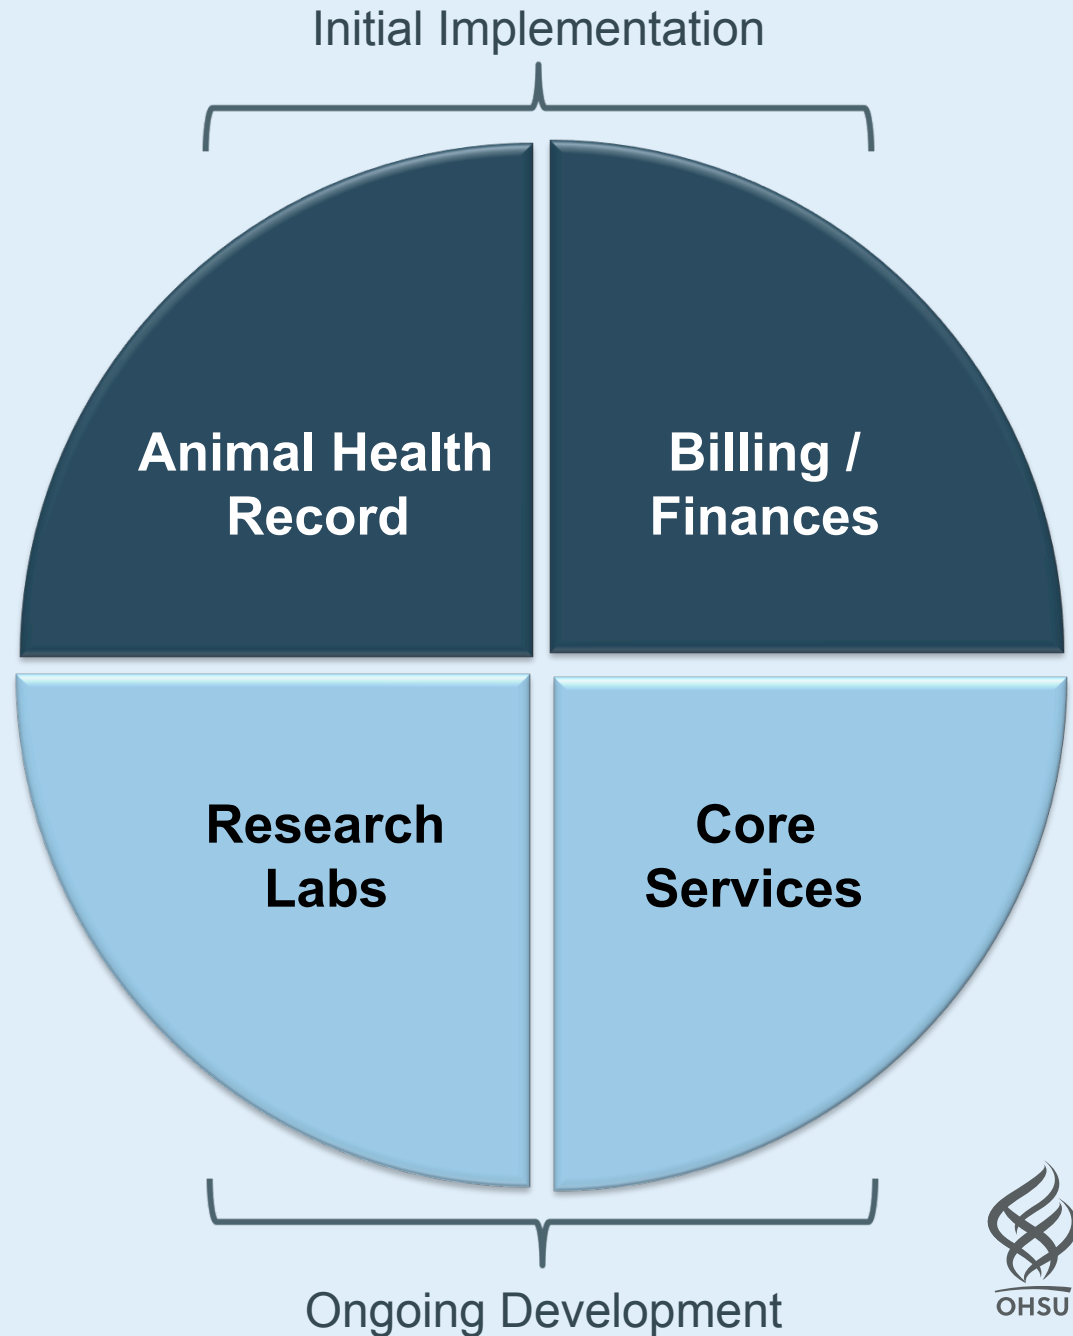 Initial Implementation
Animal Health
Record
Billing /
Finances
Research
Labs
Core
Services
Ongoing Development
OHSU